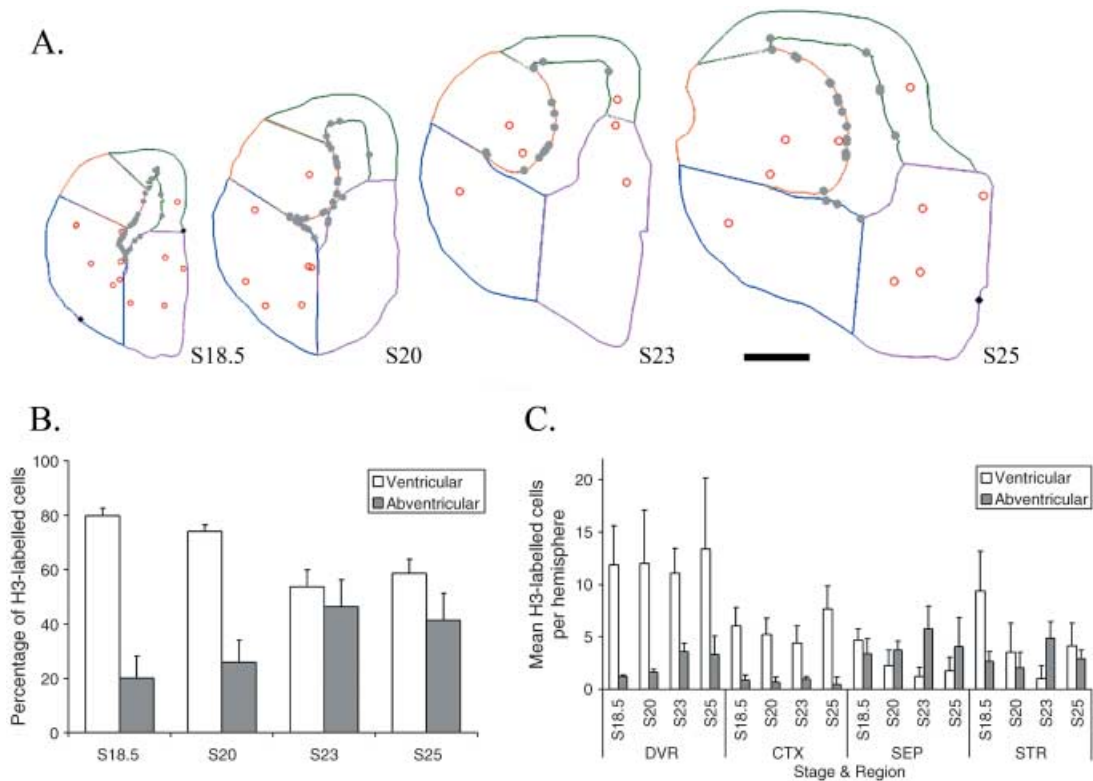 A.
S18.5
S20
S23
S25
B.
Percentage of H3-labelled cells
100
80
60
40
20
0
Ventricular
Abventricular
S18.5
S20
S23
S25
C.
Mean H3-labelled cells
per hemisphere
20
15
10
5
0
Ventricular
Abventricular
S18.5
S20
S23
S25
S18.5
S20
S23
S25
S18.5
S20
S23
S25
S18.5
S20
S23
S25
DVR
CTX
SEP
STR
Stage & Region